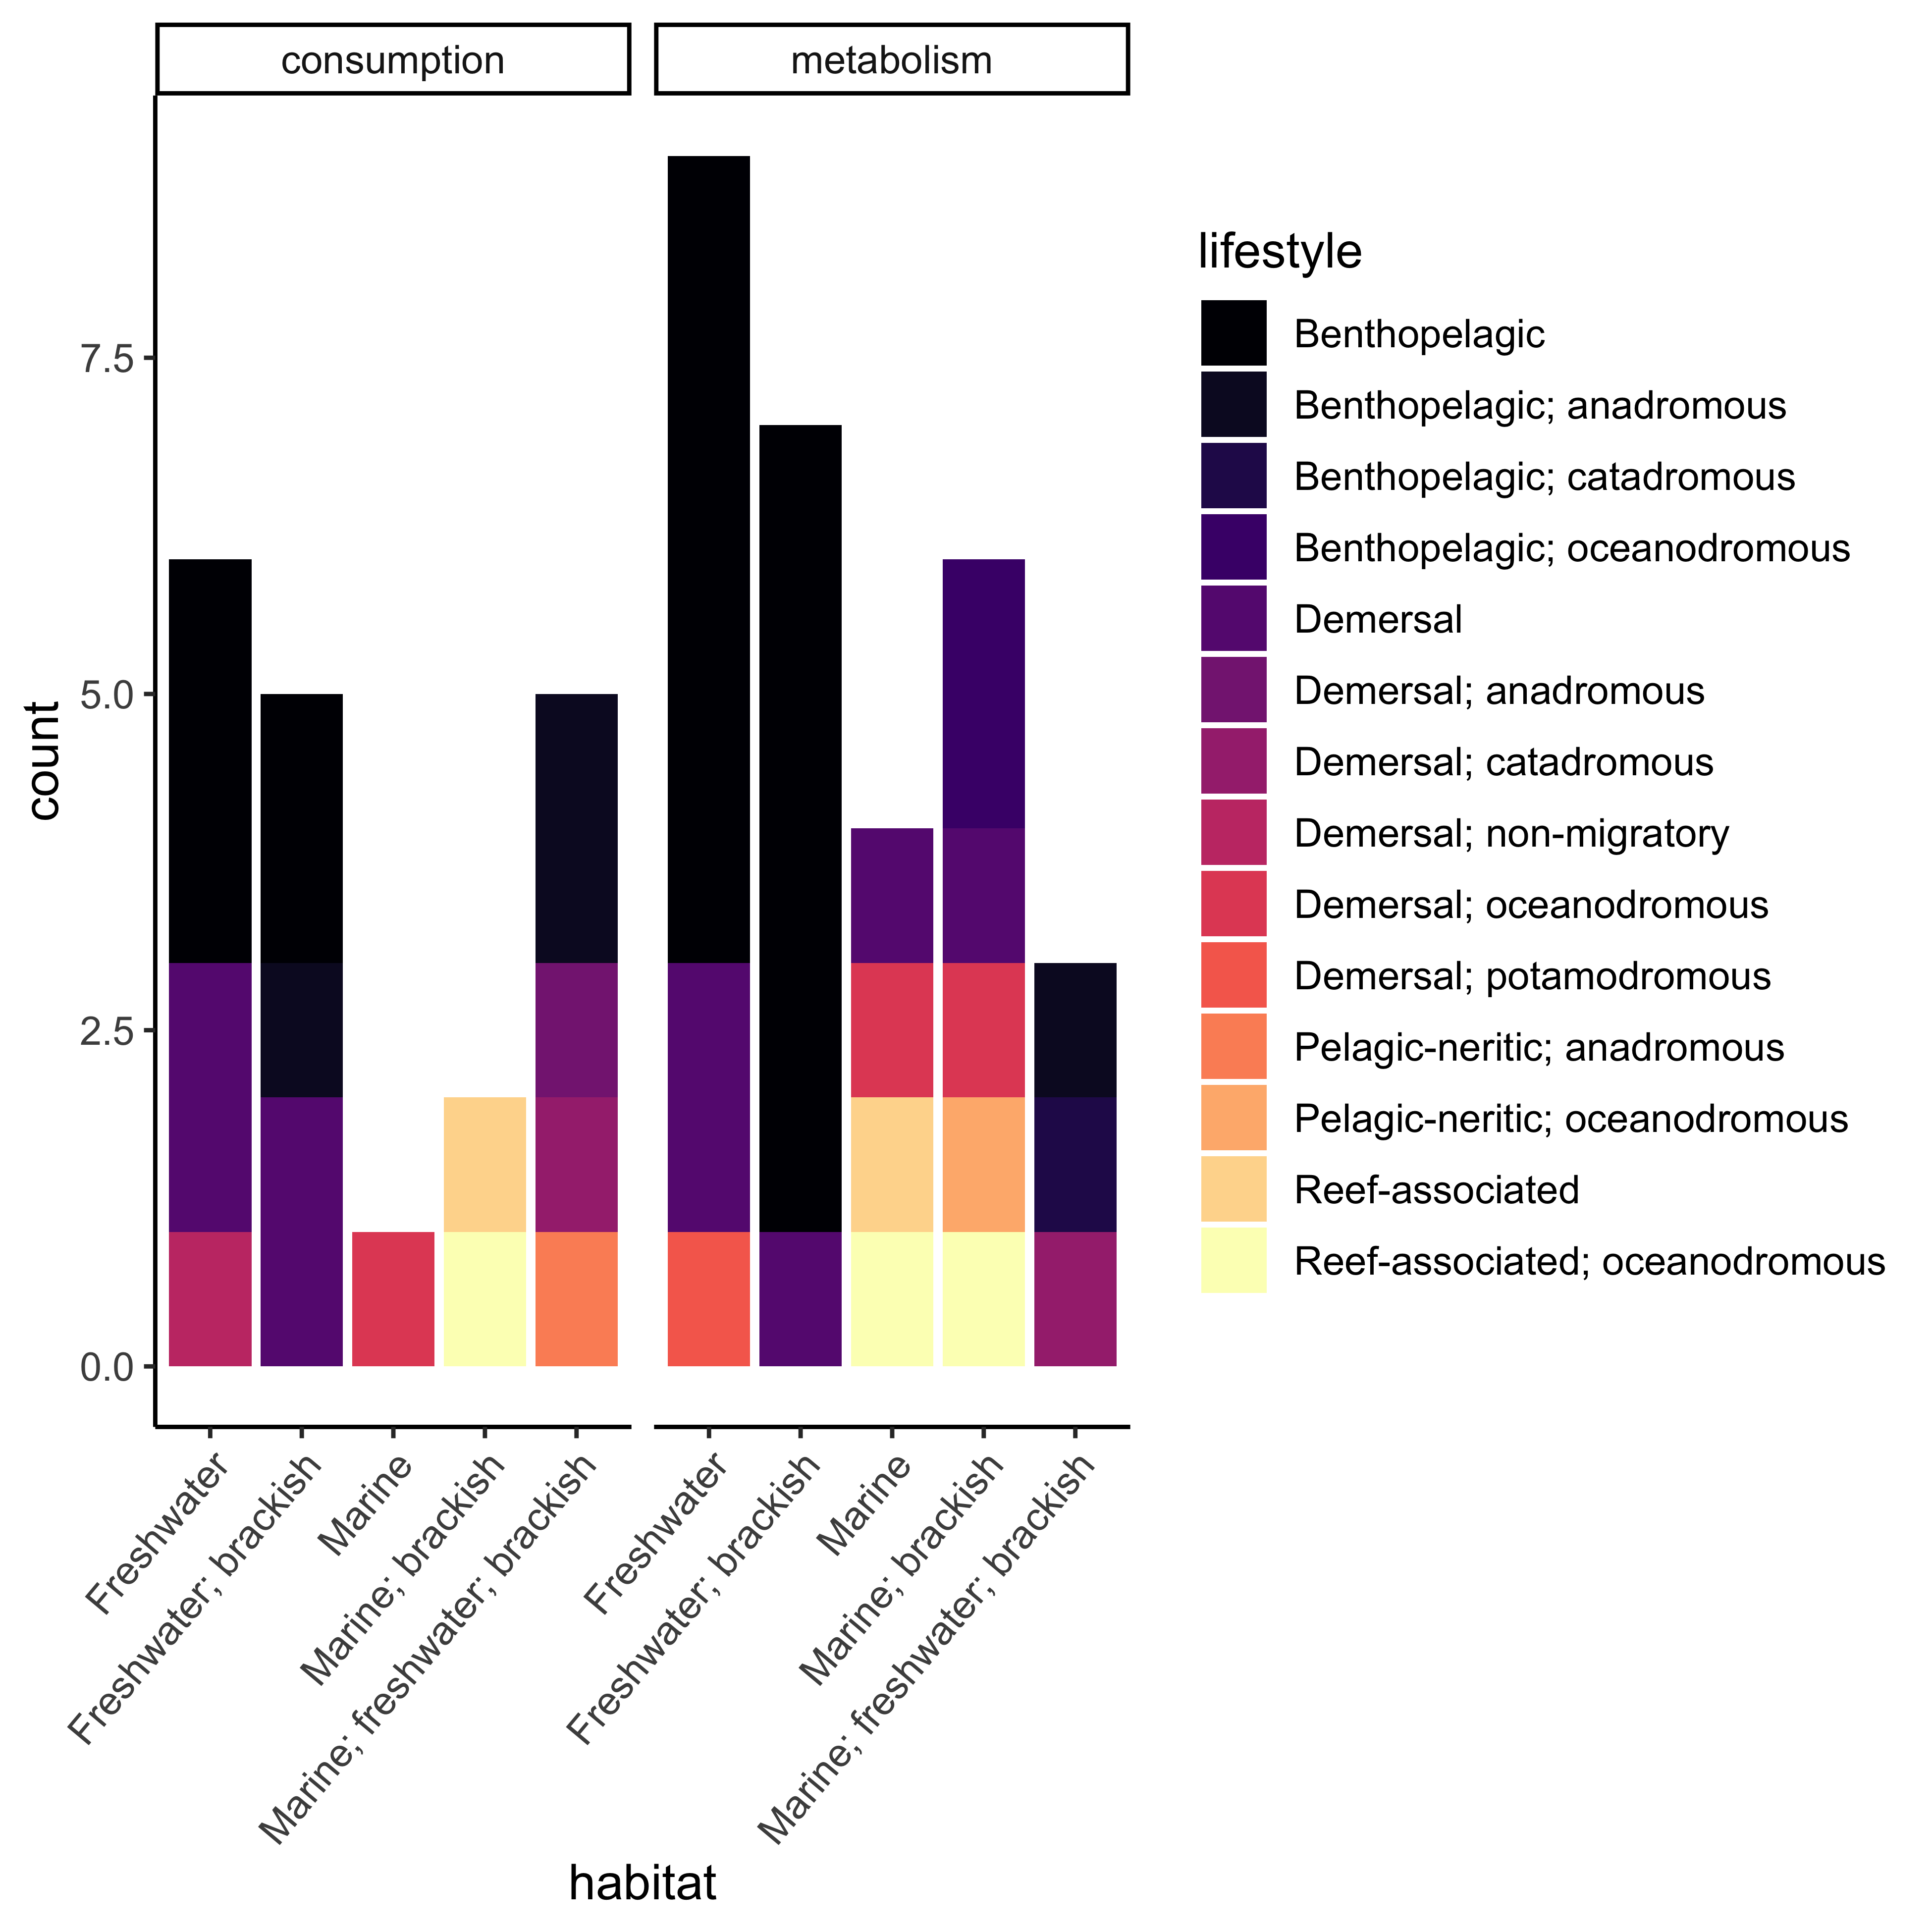 consumption
metabolism
count
7.5
5.0
2.5
0.0
Freshwater
Freshwater; brackish
Marine
Marine; brackish
Marine; freshwater; brackish
Freshwater
Freshwater; brackish
Marine
Marine; brackish
Marine; freshwater; brackish
habitat
lifestyle
Benthopelagic
Benthopelagic; anadromous
Benthopelagic; catadromous
Benthopelagic; oceanodromous
Demersal
Demersal; anadromous
Demersal; catadromous
Demersal; non-migratory
Demersal; oceanodromous
Demersal; potamodromous
Pelagic-neritic; anadromous
Pelagic-neritic; oceanodromous
Reef-associated
Reef-associated; oceanodromous